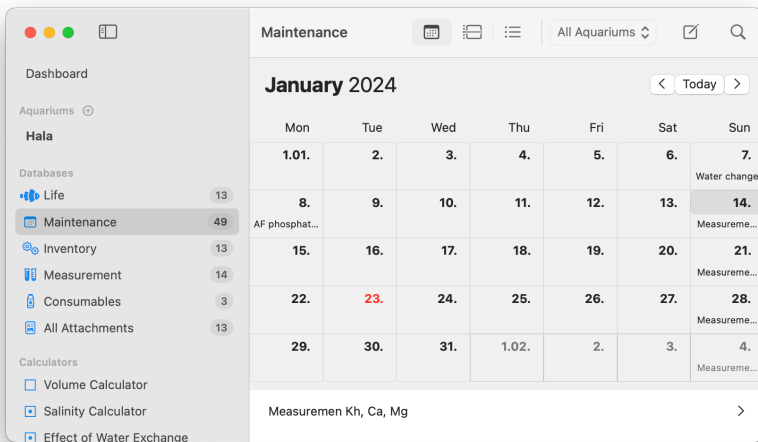 Maintenance
All Aquariums
Dashboard
Aquariums
Hala
Databases
Life 13
Maintenance 49
Inventory 13
Measurement 14
Consumables 3
All Attachments 13
Calculators
Volume Calculator
Salinity Calculator
Effect of Water Exchange
January 2024
Today
Mon Tue Wed Thu Fri Sat Sun
1.01. 2. 3. 4. 5. 6. 7.
Water change
8. 9. 10. 11. 12. 13. 14.
AF phosphat... Measureme...
15. 16. 17. 18. 19. 20. 21.
Measureme...
22. 23. 24. 25. 26. 27. 28.
Measureme...
29. 30. 31. 1.02. 2. 3. 4.
Measureme...
Measuremen Kh, Ca, Mg